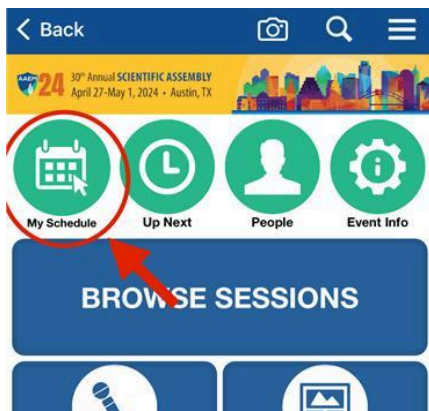 Back
AAEM 24
30th Annual SCIENTIFIC ASSEMBLY
April 27-May 1, 2024 • Austin, TX
My Schedule
Up Next
People
Event Info
BROWSE SESSIONS